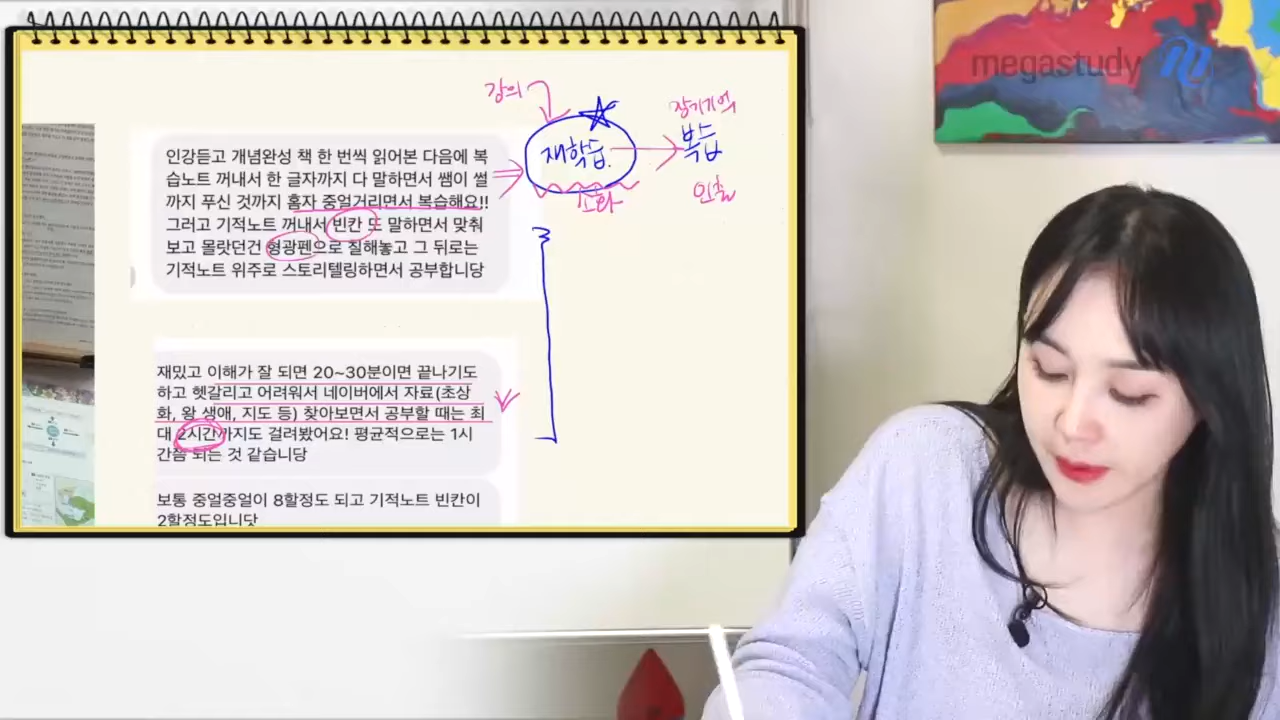 megastudy
강의
재학습.
소화
장기기억
복습
인출
인강듣고 개념완성 책 한 번씩 읽어본 다음에 복
습노트 꺼내서 한 글자까지 다 말하면서 쌤이 썰
까지 푸신 것까지 혼자 중얼거리면서 복습해요!!
그러고 기적노트 꺼내서 빈칸 또 말하면서 맞춰
보고 몰랏던건 형광펜으로 칠해놓고 그 뒤로는
기적노트 위주로 스토리텔링하면서 공부합니당
재밌고 이해가 잘 되면 20~30분이면 끝나기도
하고 헷갈리고 어려워서 네이버에서 자료(초상
화, 왕 생애, 지도 등) 찾아보면서 공부할 때는 최
대 2시간까지도 걸려봤어요! 평균적으로는 1시
간쯤 되는 것 같습니당
보통 중얼중얼이 8할정도 되고 기적노트 빈칸이
2할정도입니닷